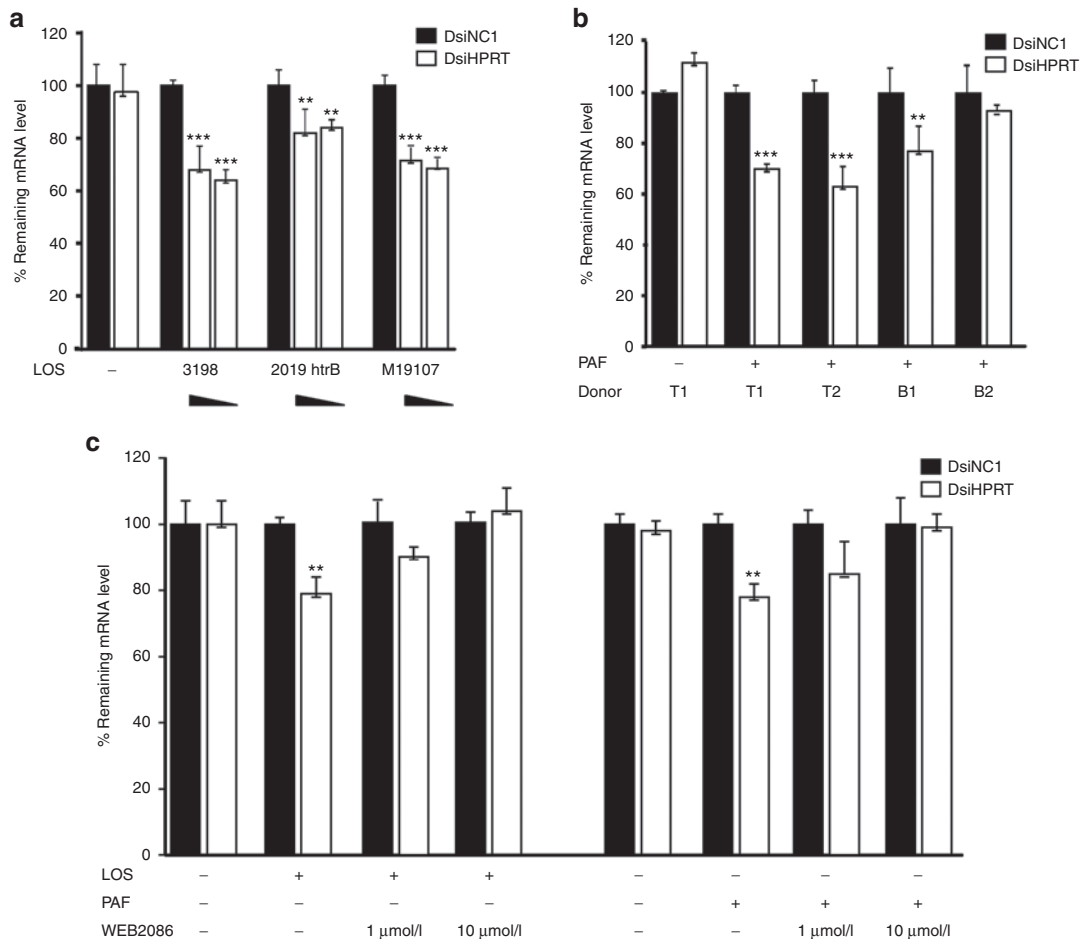 a
% Remaining mRNA level
120
100
80
60
40
20
0
DsiNC1
DsiHPRT
*** ***
** **
*** ***
LOS – 3198 2019 htrB M19107
b
% Remaining mRNA level
120
100
80
60
40
20
0
DsiNC1
DsiHPRT
*** *** **
PAF – + + + +
Donor T1 T1 T2 B1 B2
c
% Remaining mRNA level
120
100
80
60
40
20
0
DsiNC1
DsiHPRT
** **
LOS – + + + – – – –
PAF – – – – – + + +
WEB2086 – – 1 μmol/l 10 μmol/l – – 1 μmol/l 10 μmol/l